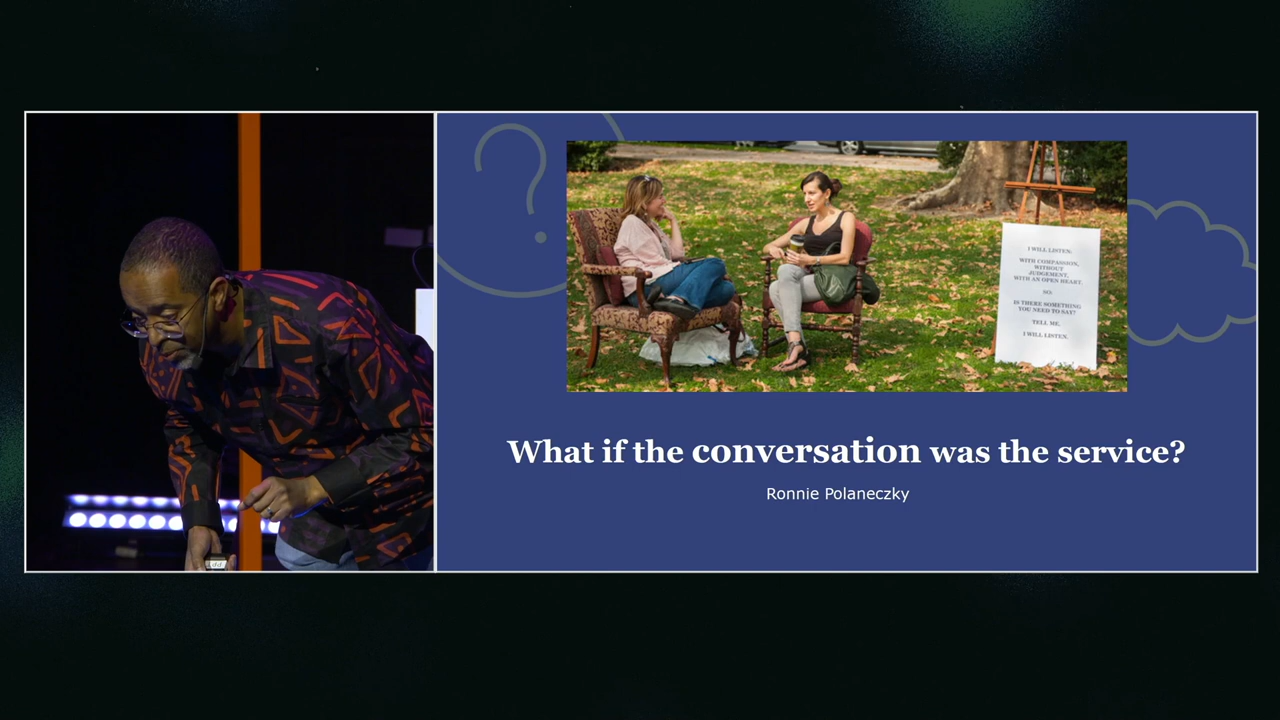 I WILL LISTEN:
WITH COMPASSION,
WITHOUT
JUDGEMENT,
WITH AN OPEN HEART.
SO:
IS THERE SOMETHING
YOU NEED TO SAY?
TELL ME.
I WILL LISTEN.
What if the conversation was the service?
Ronnie Polaneczky